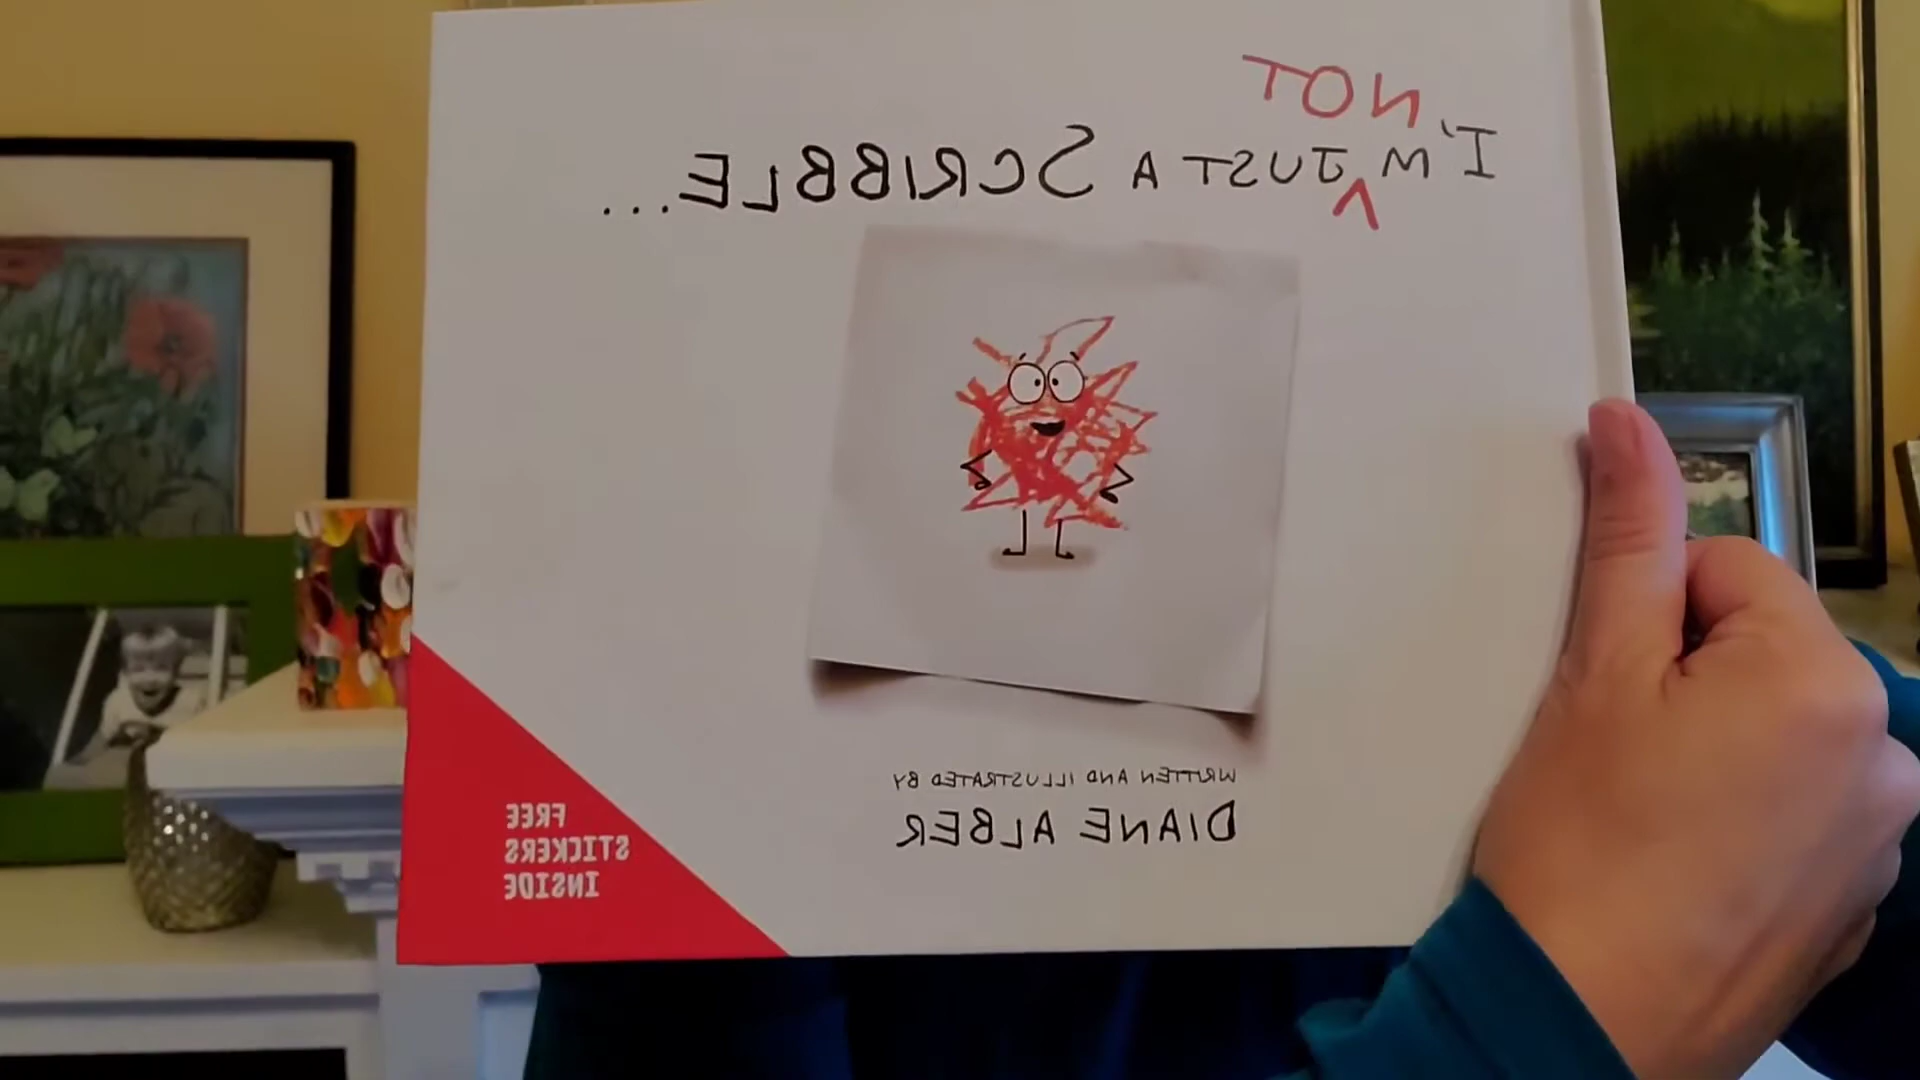 NOT
I'M JUST A SCRIBBLE...
WRITTEN AND ILLUSTRATED BY
DIANE ALBER
FREE
STICKERS
INSIDE